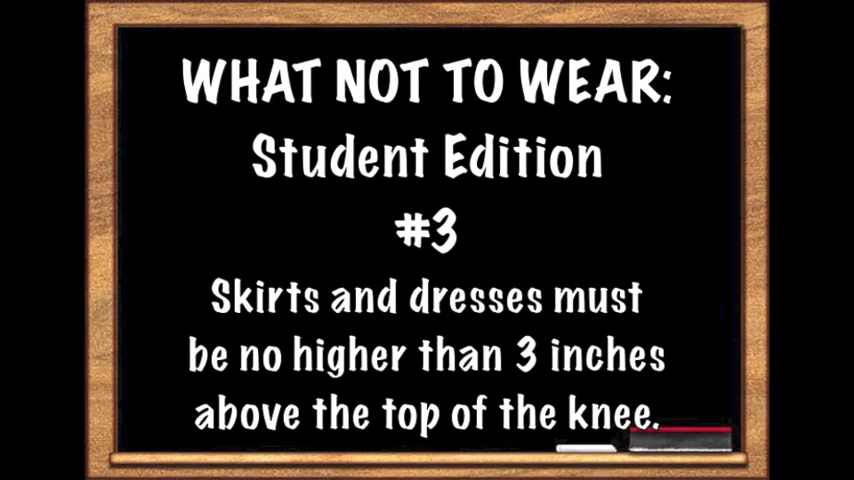 WHAT NOT TO WEAR:
Student Edition
#3
Skirts and dresses must
be no higher than 3 inches
above the top of the knee.